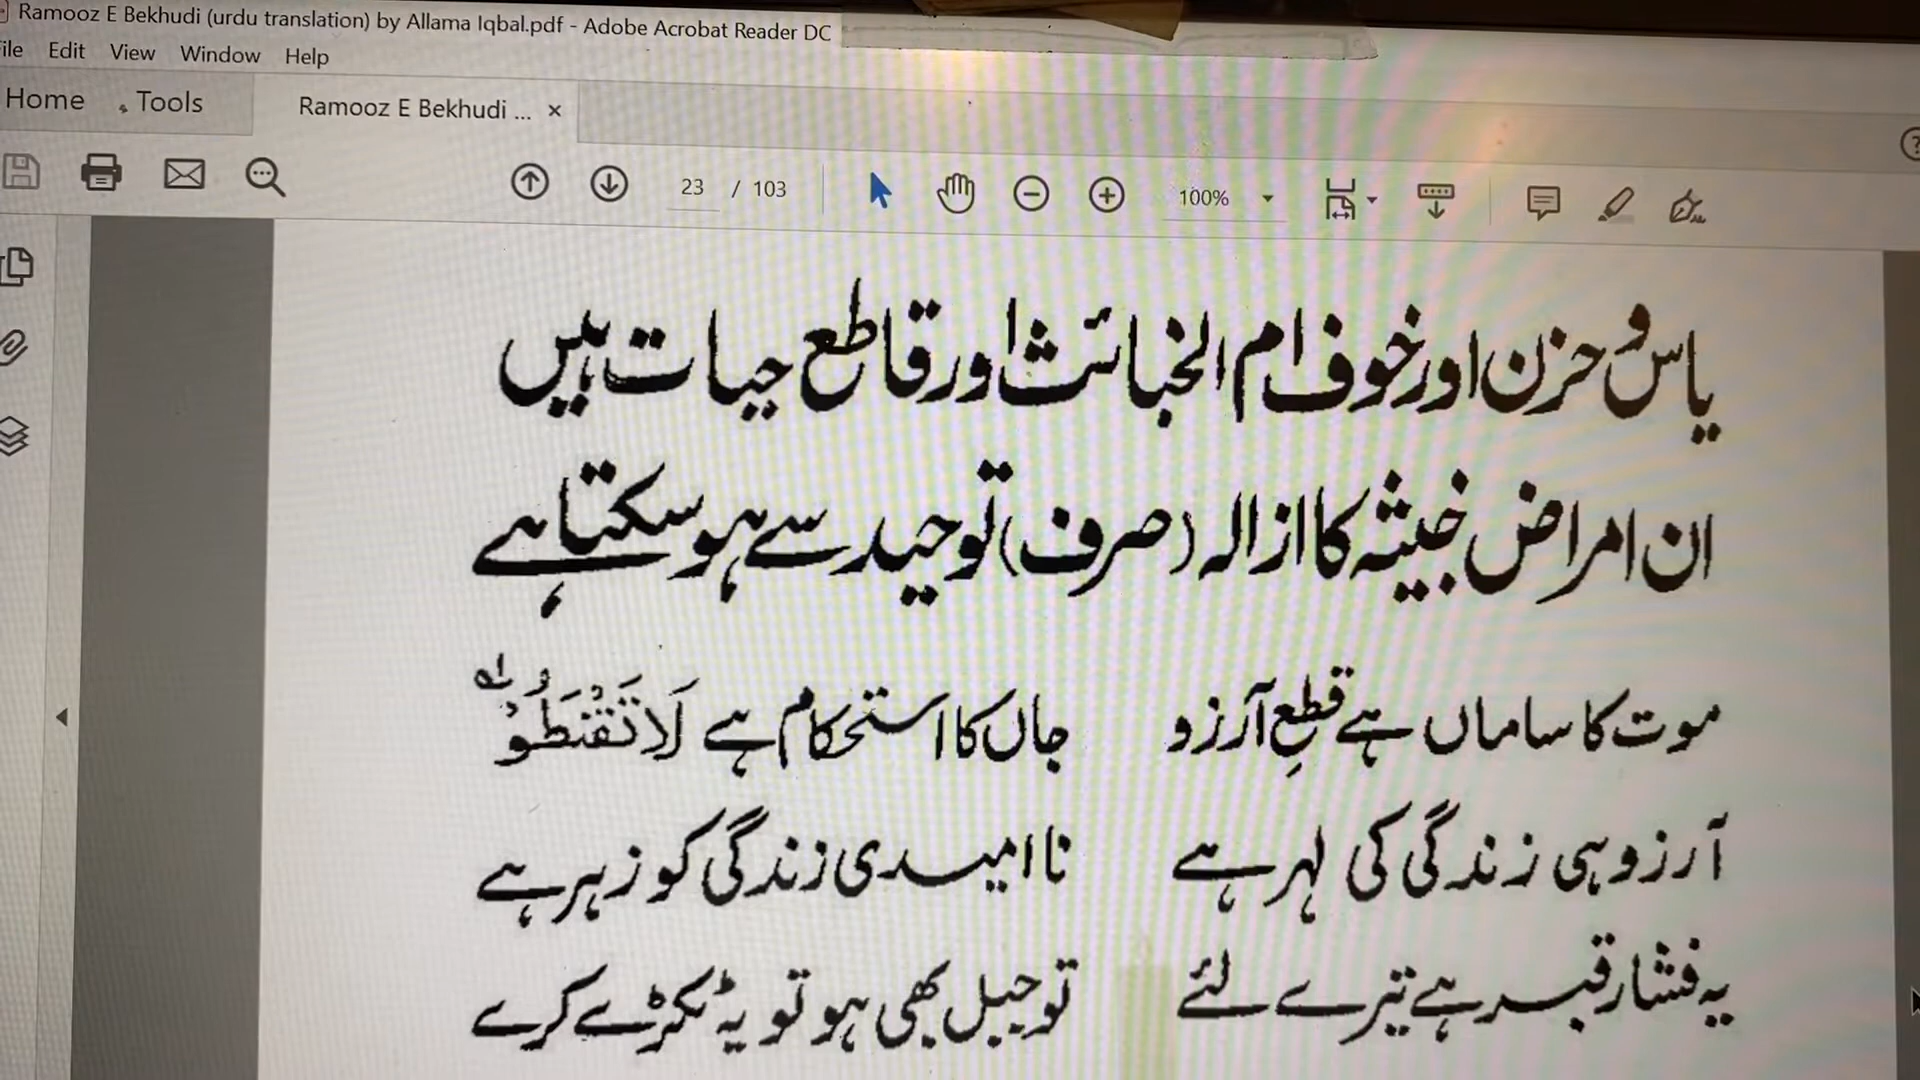 Ramooz E Bekhudi (urdu translation) by Allama Iqbal.pdf - Adobe Acrobat Reader DC
File Edit View Window Help
Home Tools Ramooz E Bekhudi ... ×
23 / 103 100%
یاس و حزن اور خوف ام الخبائث اور قاطع حیات ہیں
ان امراض خبیثہ کا ازالہ (صرف) توحید سے ہو سکتا ہے
موت کا ساماں ہے قطعِ آرزو جاں کا استحکام ہے لَا تَقْنَطُوْا
آرزو ہی زندگی کی لہر ہے نا امیدی زندگی کو زہر ہے
یہ فشار قبر ہے تیرے لئے تو جبل بھی ہو تو یہ ٹکڑے کرے